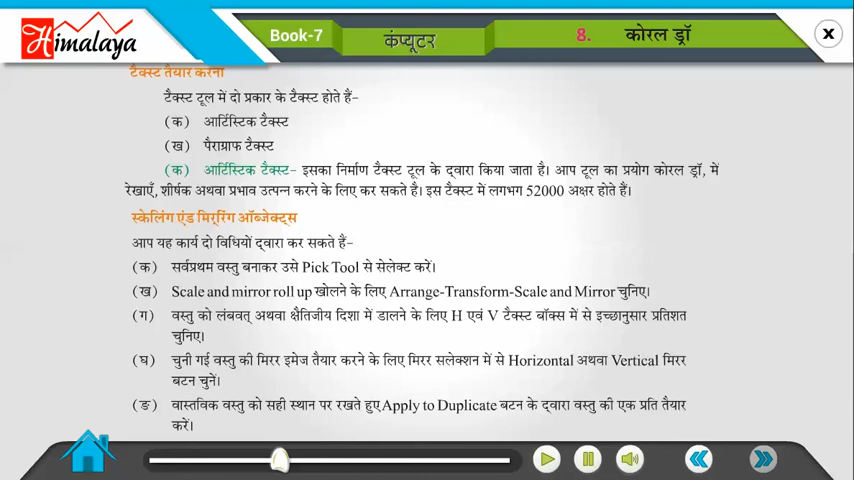 Himalaya
Book-7
कंप्यूटर
8. कोरल ड्रॉ
X
टैक्स्ट तैयार करना
टैक्स्ट टूल में दो प्रकार के टैक्स्ट होते हैं-
(क) आर्टिस्टिक टैक्स्ट
(ख) पैराग्राफ टैक्स्ट
(क) आर्टिस्टिक टैक्स्ट- इसका निर्माण टैक्स्ट टूल के द्वारा किया जाता है। आप टूल का प्रयोग कोरल ड्रॉ, में
रेखाएँ, शीर्षक अथवा प्रभाव उत्पन्न करने के लिए कर सकते है। इस टैक्स्ट में लगभग 52000 अक्षर होते हैं।
स्केलिंग एंड मिर्‌रिंग ऑब्जेक्ट्स
आप यह कार्य दो विधियों द्वारा कर सकते हैं-
(क) सर्वप्रथम वस्तु बनाकर उसे Pick Tool से सेलेक्ट करें।
(ख) Scale and mirror roll up खोलने के लिए Arrange-Transform-Scale and Mirror चुनिए।
(ग) वस्तु को लंबवत् अथवा क्षैतिजीय दिशा में डालने के लिए H एवं V टैक्स्ट बॉक्स में से इच्छानुसार प्रतिशत
चुनिए।
(घ) चुनी गई वस्तु की मिरर इमेज तैयार करने के लिए मिरर सलेक्शन में से Horizontal अथवा Vertical मिरर
बटन चुनें।
(ङ) वास्तविक वस्तु को सही स्थान पर रखते हुए Apply to Duplicate बटन के द्वारा वस्तु की एक प्रति तैयार
करें।